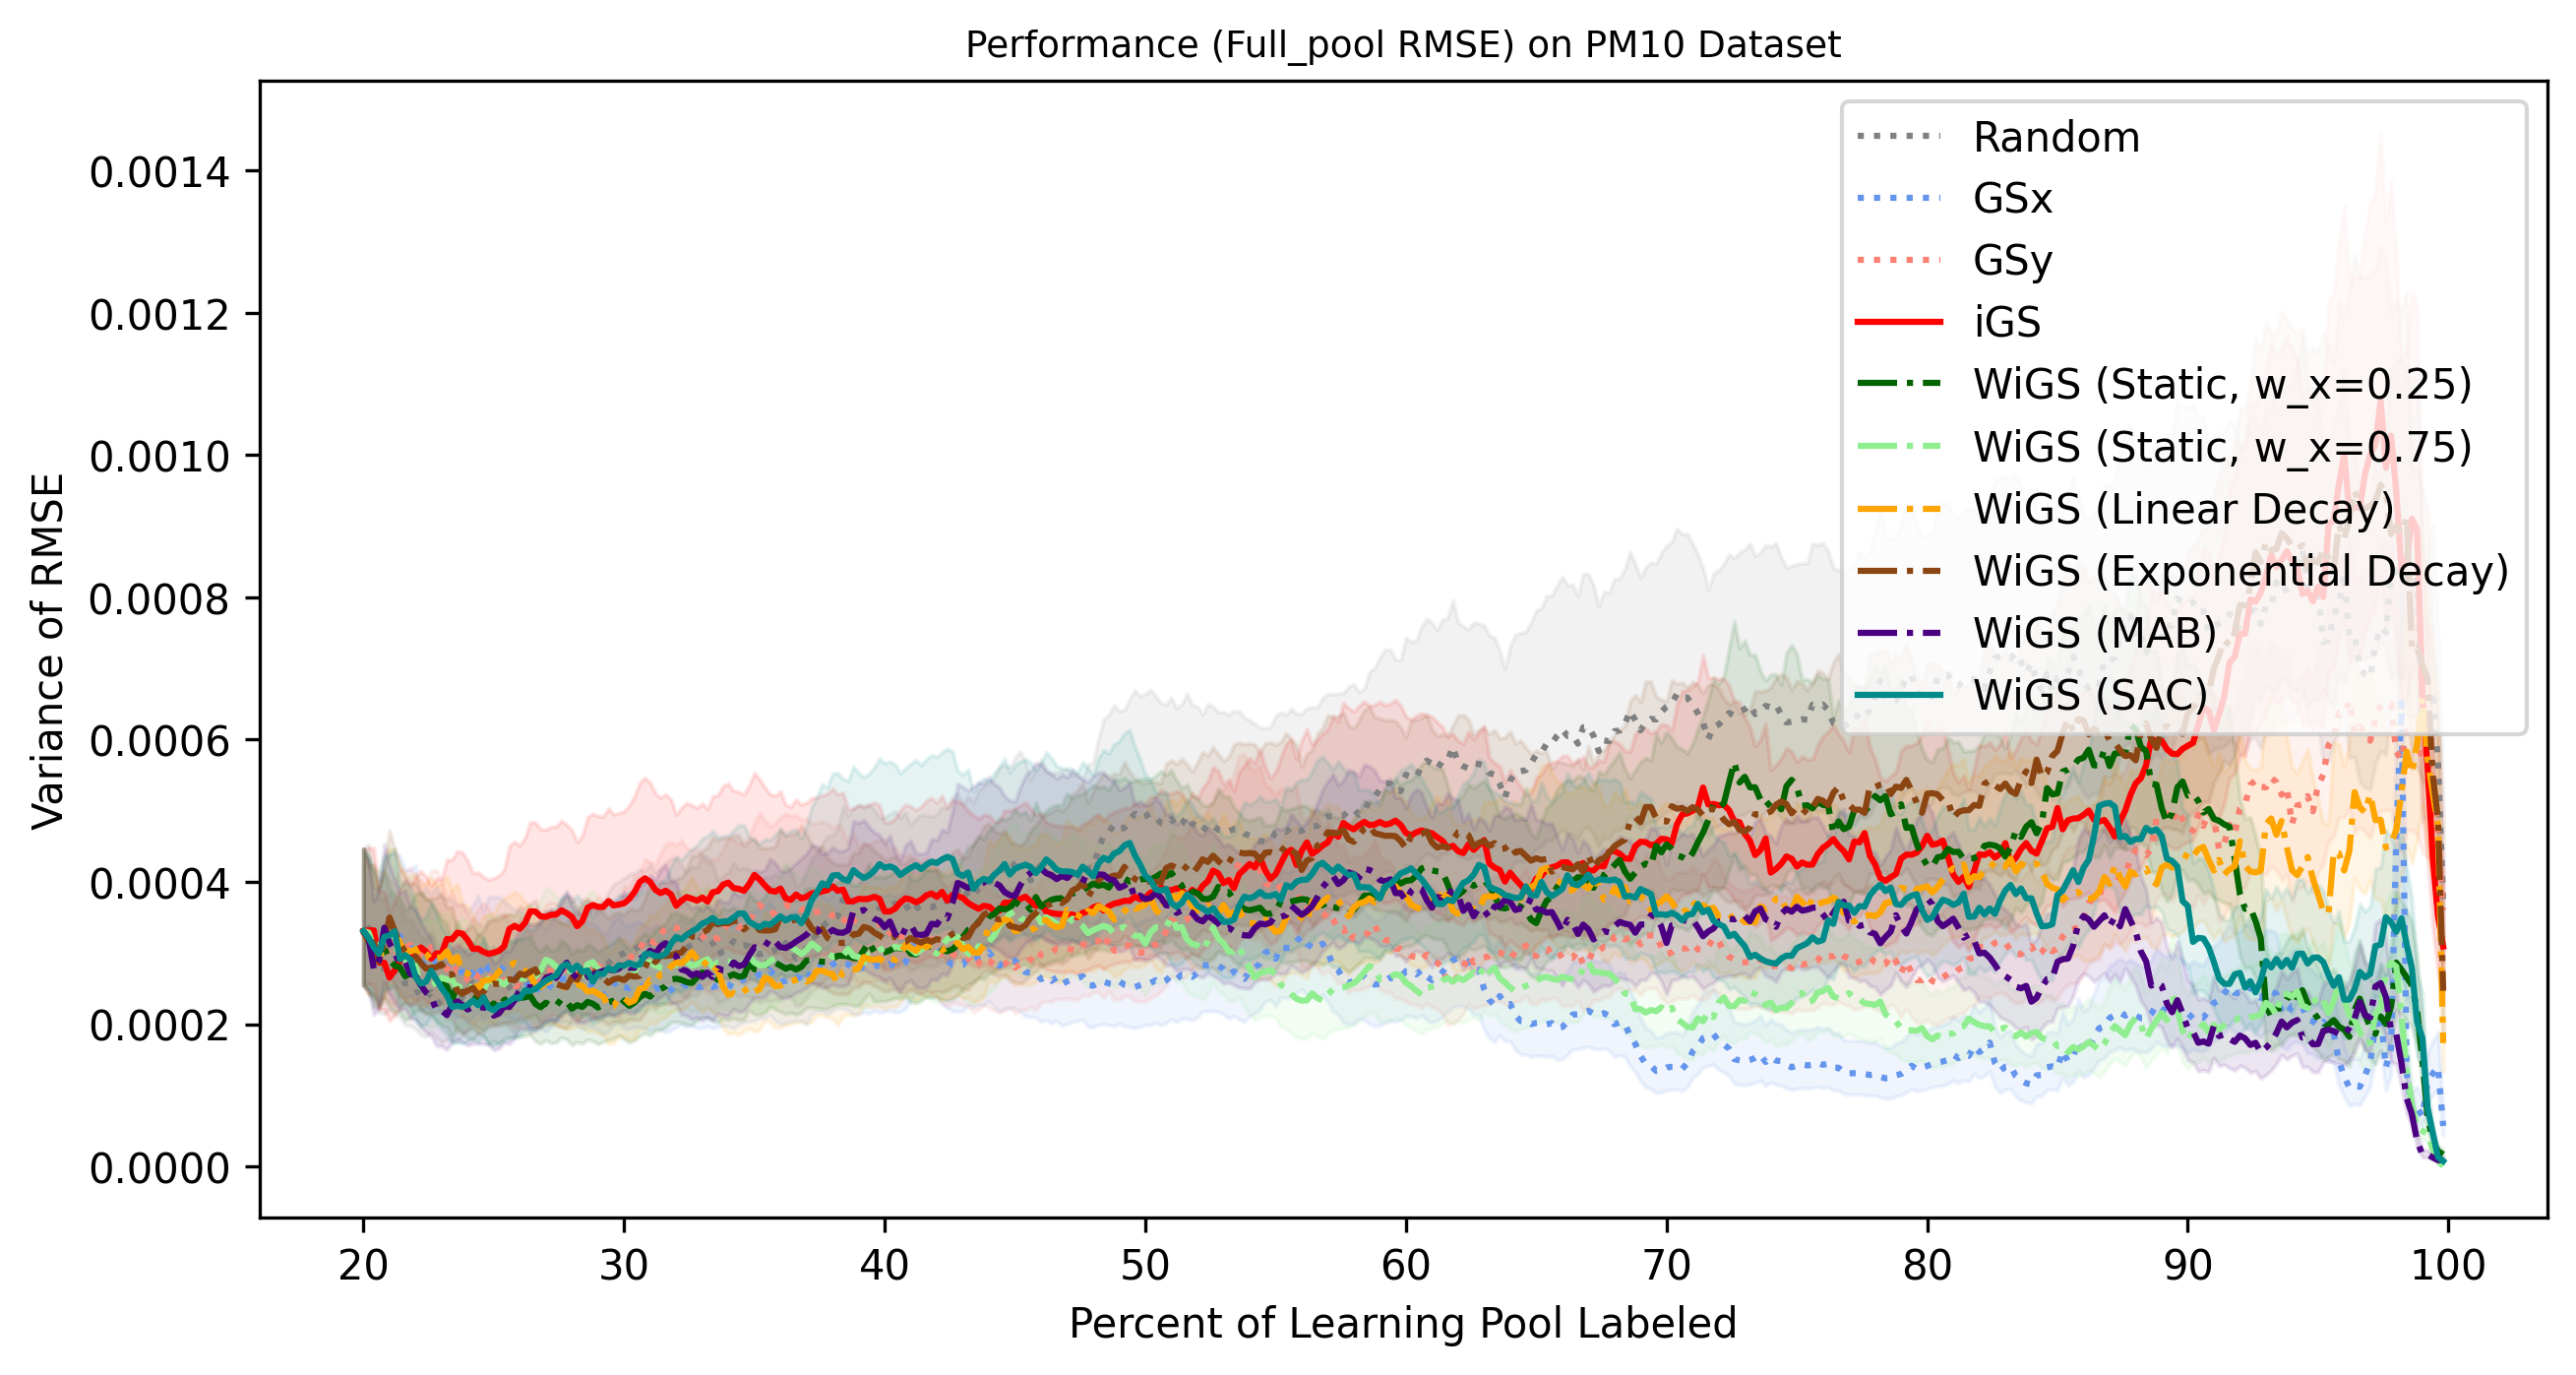 Performance (Full_pool RMSE) on PM10 Dataset
Variance of RMSE
0.0014
0.0012
0.0010
0.0008
0.0006
0.0004
0.0002
0.0000
Random
GSx
GSy
iGS
WiGS (Static, w_x=0.25)
WiGS (Static, w_x=0.75)
WiGS (Linear Decay)
WiGS (Exponential Decay)
WiGS (MAB)
WiGS (SAC)
20 30 40 50 60 70 80 90 100
Percent of Learning Pool Labeled